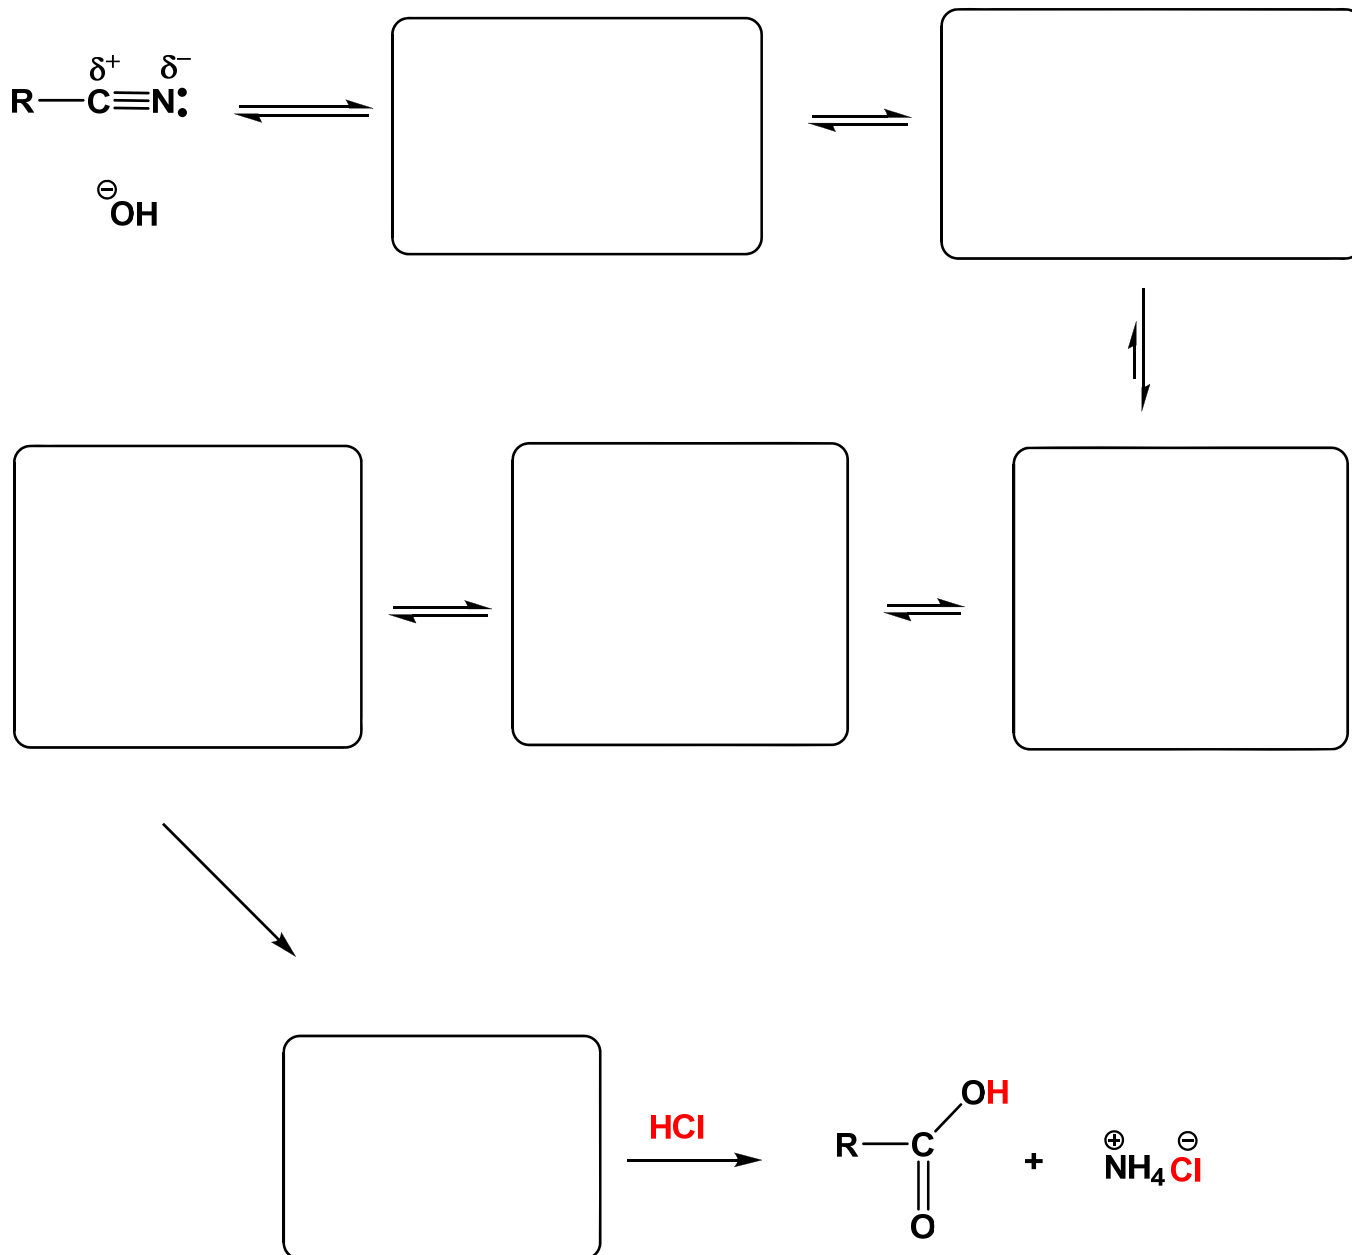 δ+ δ−
R C N:
⊖OH
HCl
OH
R C + ⊕NH4 Cl⊖
O